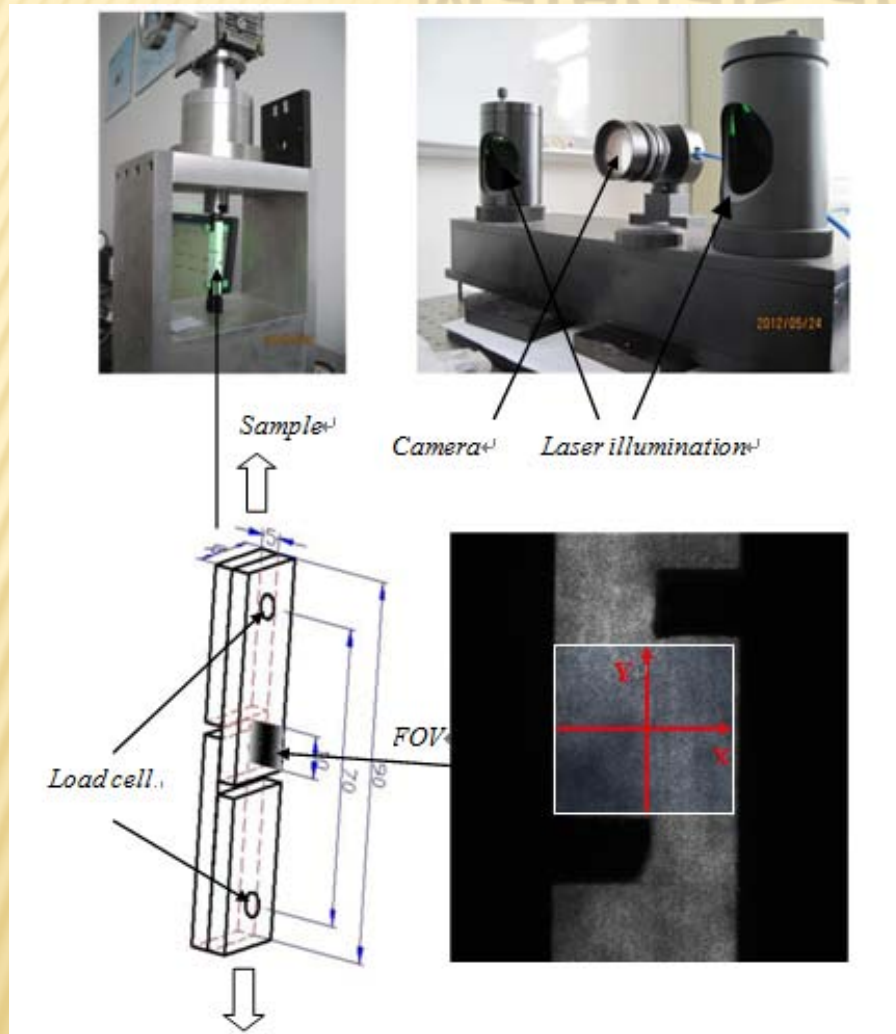 2012/05/24
Sample↵
Camera↵
Laser illumination↵
5
FOV↵
Load cell
70
90
Y
X